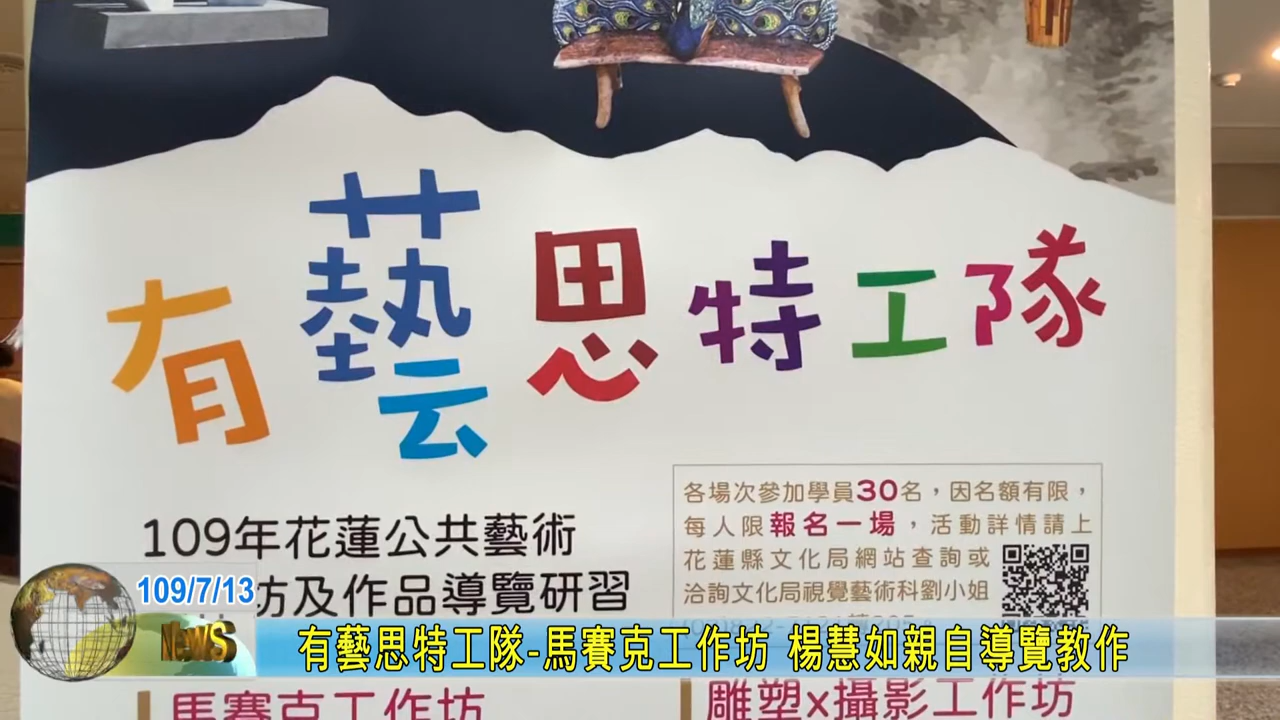 有藝思特工隊
各場次參加學員30名，因名額有限，
每人限報名一場，活動詳情請上
花蓮縣文化局網站查詢或
洽詢文化局視覺藝術科劉小姐
109年花蓮公共藝術
坊及作品導覽研習
109/7/13
NEWS
有藝思特工隊-馬賽克工作坊 楊慧如親自導覽教作
馬賽克工作坊
雕塑x攝影工作坊